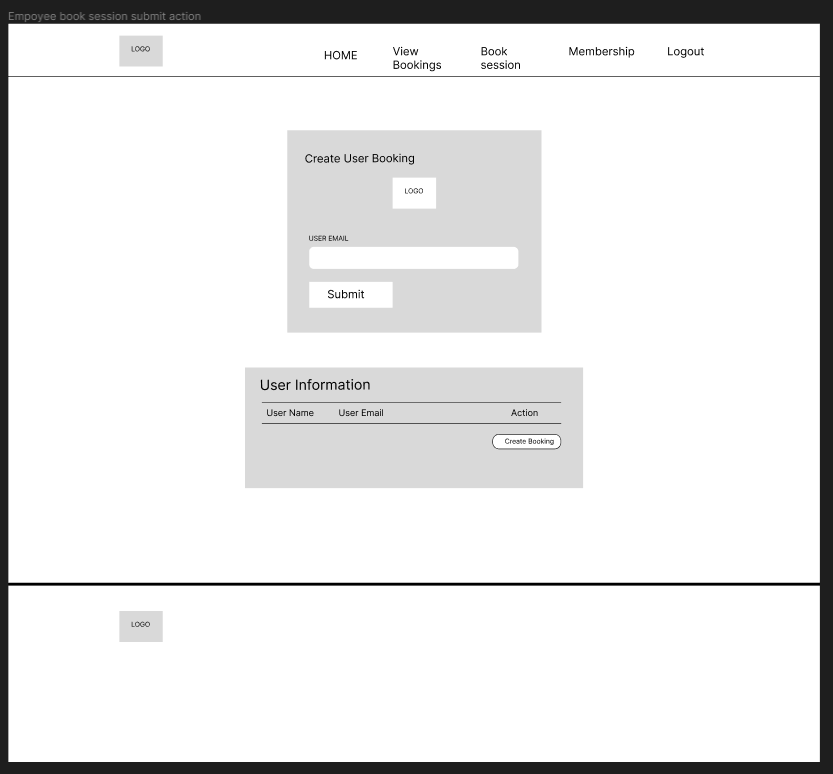 Empoyee book session submit action
LOGO
HOME
View
Bookings
Book
session
Membership
Logout
Create User Booking
LOGO
USER EMAIL
Submit
User Information
User Name User Email Action
Create Booking
LOGO